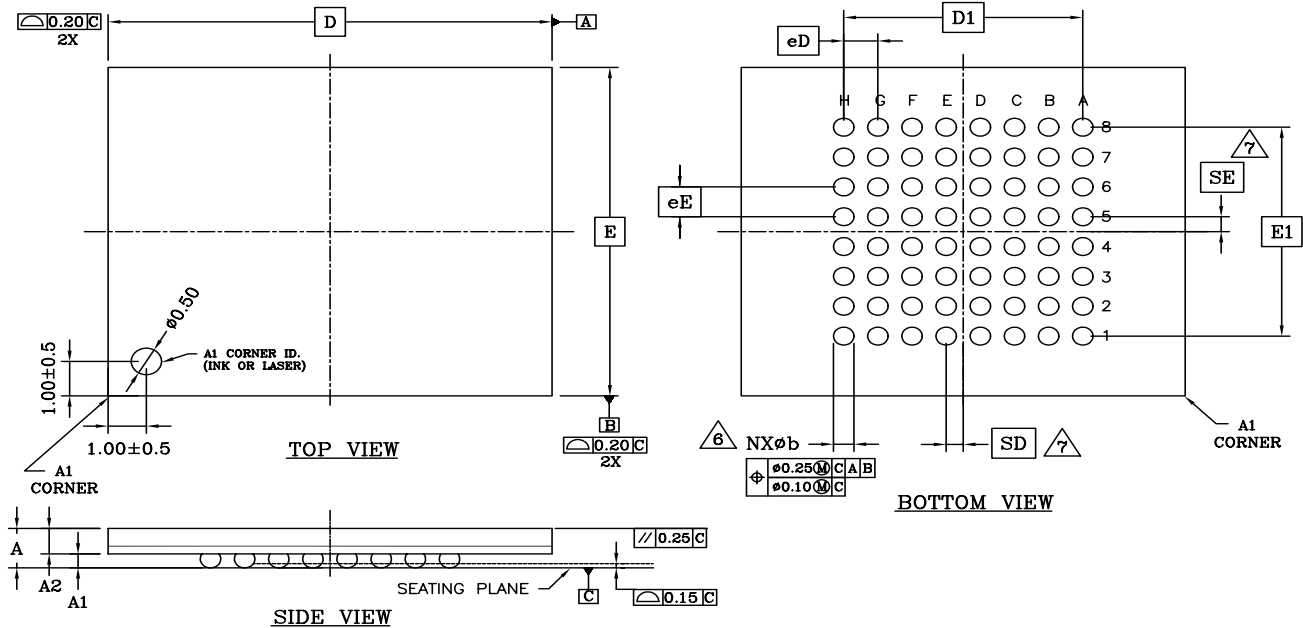 ⌓ 0.20 C
2X
D
A
E
ø0.50
A1 CORNER ID.
(INK OR LASER)
1.00±0.5
1.00±0.5
A1
CORNER
TOP VIEW
B
⌓ 0.20 C
2X
D1
eD
H G F E D C B A
8
7
6
5
4
3
2
1
7
SE
eE
E1
6 NXøb
⌖ ø0.25Ⓜ C A B
ø0.10Ⓜ C
SD 7
A1
CORNER
BOTTOM VIEW
A
A2
A1
// 0.25 C
SEATING PLANE
C
⌓ 0.15 C
SIDE VIEW